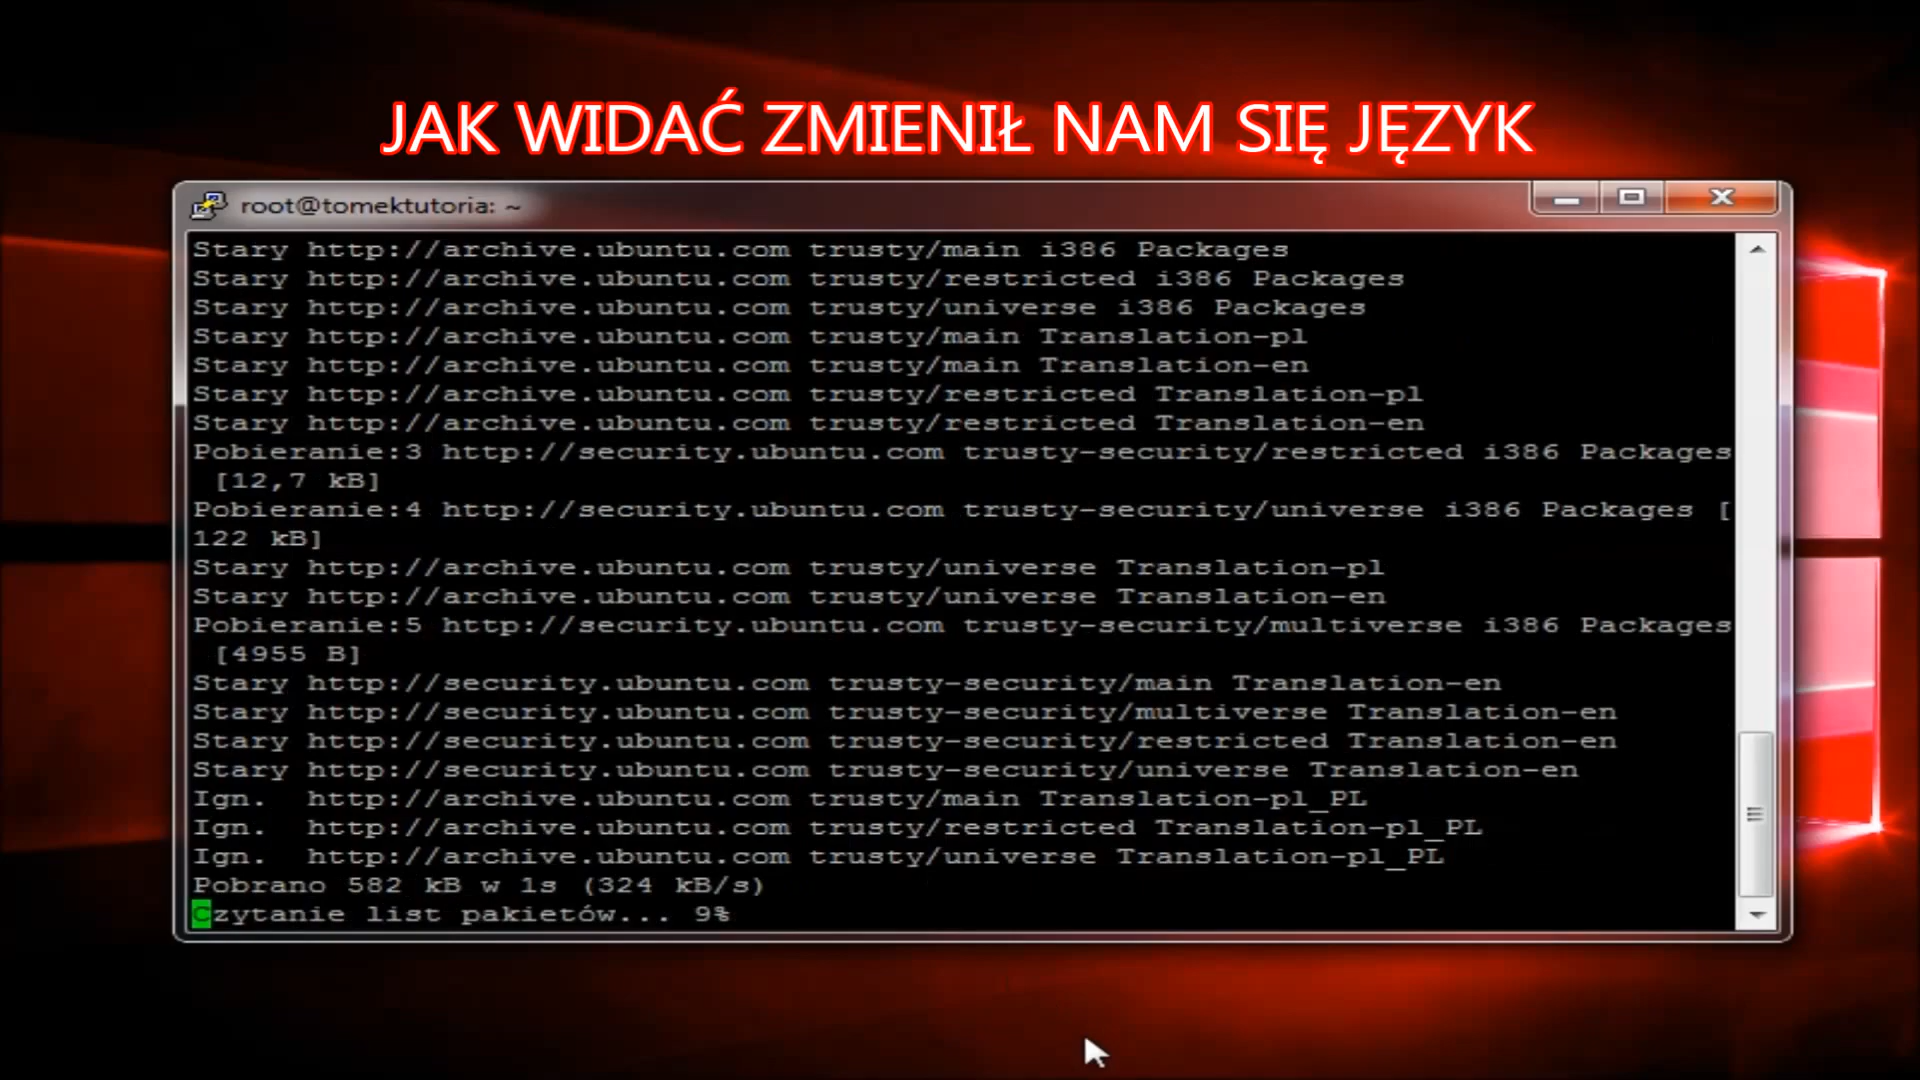 JAK WIDAĆ ZMIENIŁ NAM SIĘ JĘZYK
root@tomektutoria: ~
Stary http://archive.ubuntu.com trusty/main i386 Packages
Stary http://archive.ubuntu.com trusty/restricted i386 Packages
Stary http://archive.ubuntu.com trusty/universe i386 Packages
Stary http://archive.ubuntu.com trusty/main Translation-pl
Stary http://archive.ubuntu.com trusty/main Translation-en
Stary http://archive.ubuntu.com trusty/restricted Translation-pl
Stary http://archive.ubuntu.com trusty/restricted Translation-en
Pobieranie:3 http://security.ubuntu.com trusty-security/restricted i386 Packages
[12,7 kB]
Pobieranie:4 http://security.ubuntu.com trusty-security/universe i386 Packages [
122 kB]
Stary http://archive.ubuntu.com trusty/universe Translation-pl
Stary http://archive.ubuntu.com trusty/universe Translation-en
Pobieranie:5 http://security.ubuntu.com trusty-security/multiverse i386 Packages
[4955 B]
Stary http://security.ubuntu.com trusty-security/main Translation-en
Stary http://security.ubuntu.com trusty-security/multiverse Translation-en
Stary http://security.ubuntu.com trusty-security/restricted Translation-en
Stary http://security.ubuntu.com trusty-security/universe Translation-en
Ign.  http://archive.ubuntu.com trusty/main Translation-pl_PL
Ign.  http://archive.ubuntu.com trusty/restricted Translation-pl_PL
Ign.  http://archive.ubuntu.com trusty/universe Translation-pl_PL
Pobrano 582 kB w 1s (324 kB/s)
Czytanie list pakietów... 9%